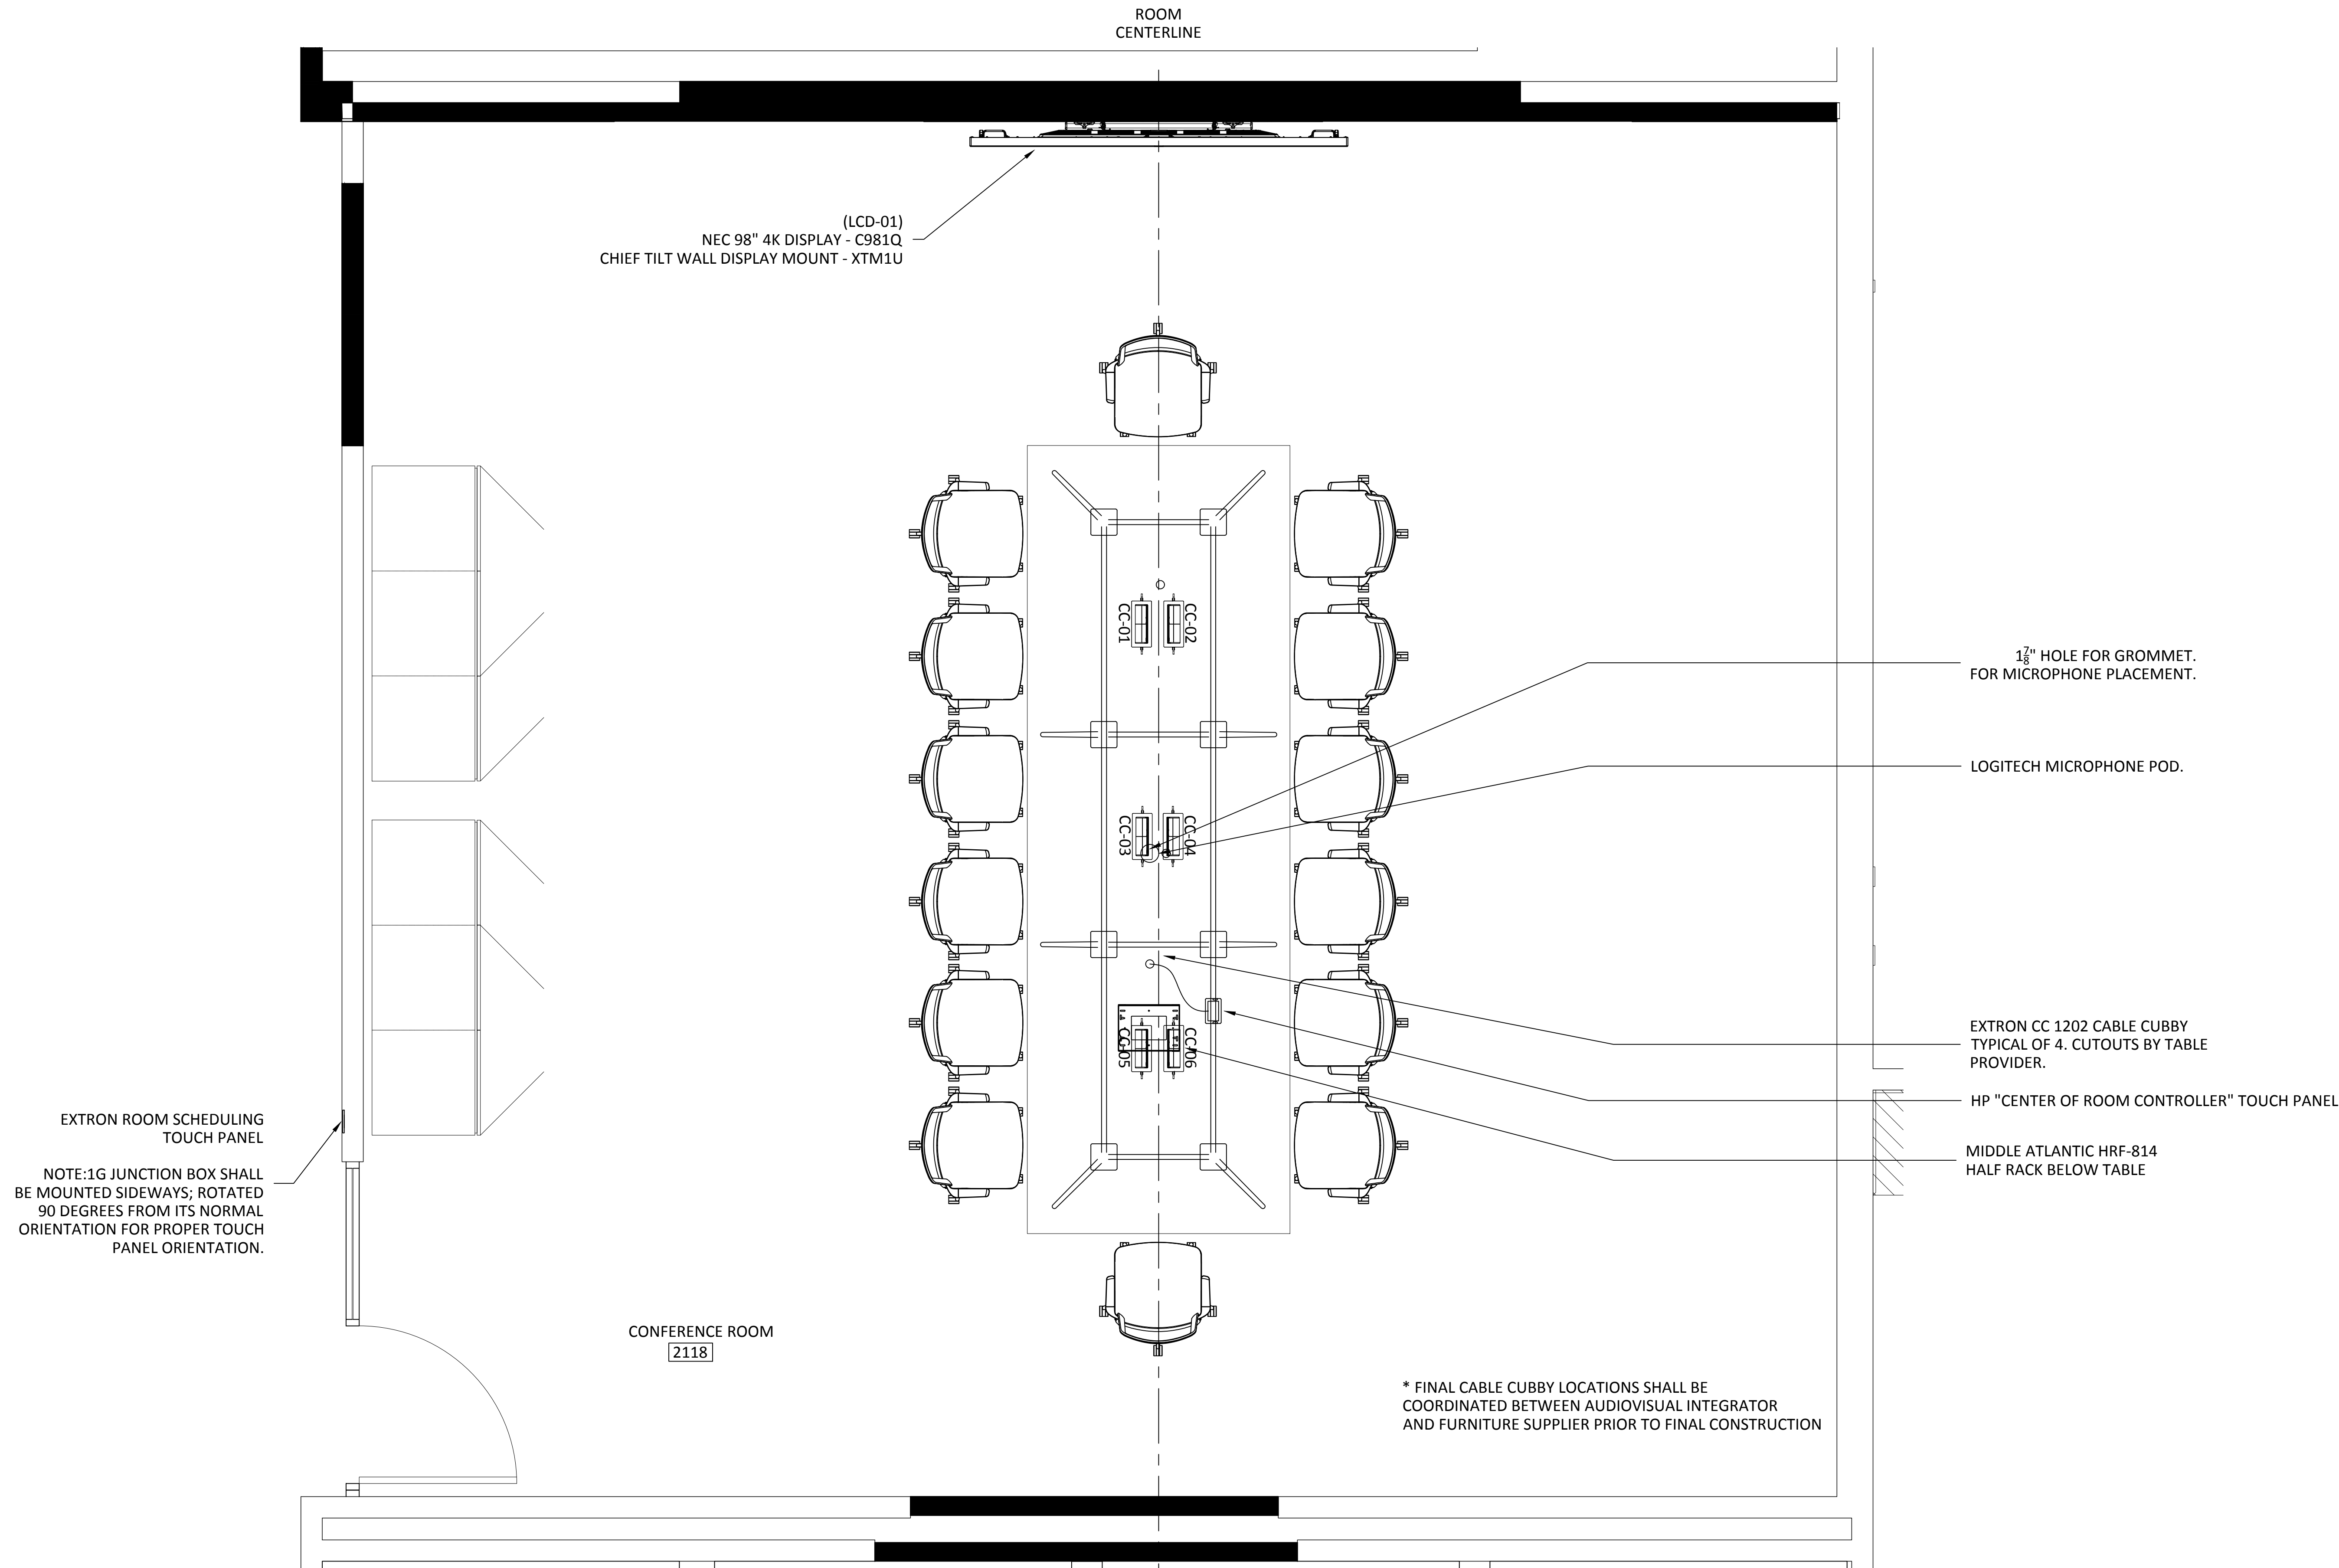 ROOM
CENTERLINE
(LCD-01)
NEC 98" 4K DISPLAY - C981Q
CHIEF TILT WALL DISPLAY MOUNT - XTM1U
CC-01
CC-02
1⅞" HOLE FOR GROMMET.
FOR MICROPHONE PLACEMENT.
LOGITECH MICROPHONE POD.
CC-03
CC-04
EXTRON CC 1202 CABLE CUBBY
TYPICAL OF 4. CUTOUTS BY TABLE
PROVIDER.
CC-05
CC-06
HP "CENTER OF ROOM CONTROLLER" TOUCH PANEL
MIDDLE ATLANTIC HRF-814
HALF RACK BELOW TABLE
EXTRON ROOM SCHEDULING
TOUCH PANEL
NOTE:1G JUNCTION BOX SHALL
BE MOUNTED SIDEWAYS; ROTATED
90 DEGREES FROM ITS NORMAL
ORIENTATION FOR PROPER TOUCH
PANEL ORIENTATION.
CONFERENCE ROOM
2118
* FINAL CABLE CUBBY LOCATIONS SHALL BE
COORDINATED BETWEEN AUDIOVISUAL INTEGRATOR
AND FURNITURE SUPPLIER PRIOR TO FINAL CONSTRUCTION